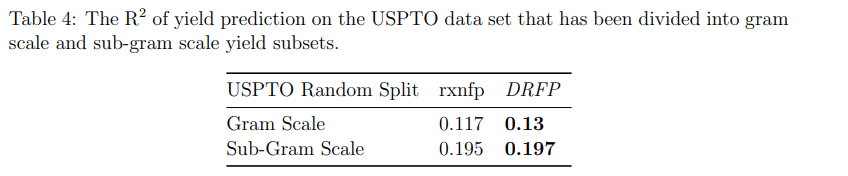 Table 4: The R² of yield prediction on the USPTO data set that has been divided into gram
scale and sub-gram scale yield subsets.
USPTO Random Split rxnfp DRFP
Gram Scale 0.117 0.13
Sub-Gram Scale 0.195 0.197